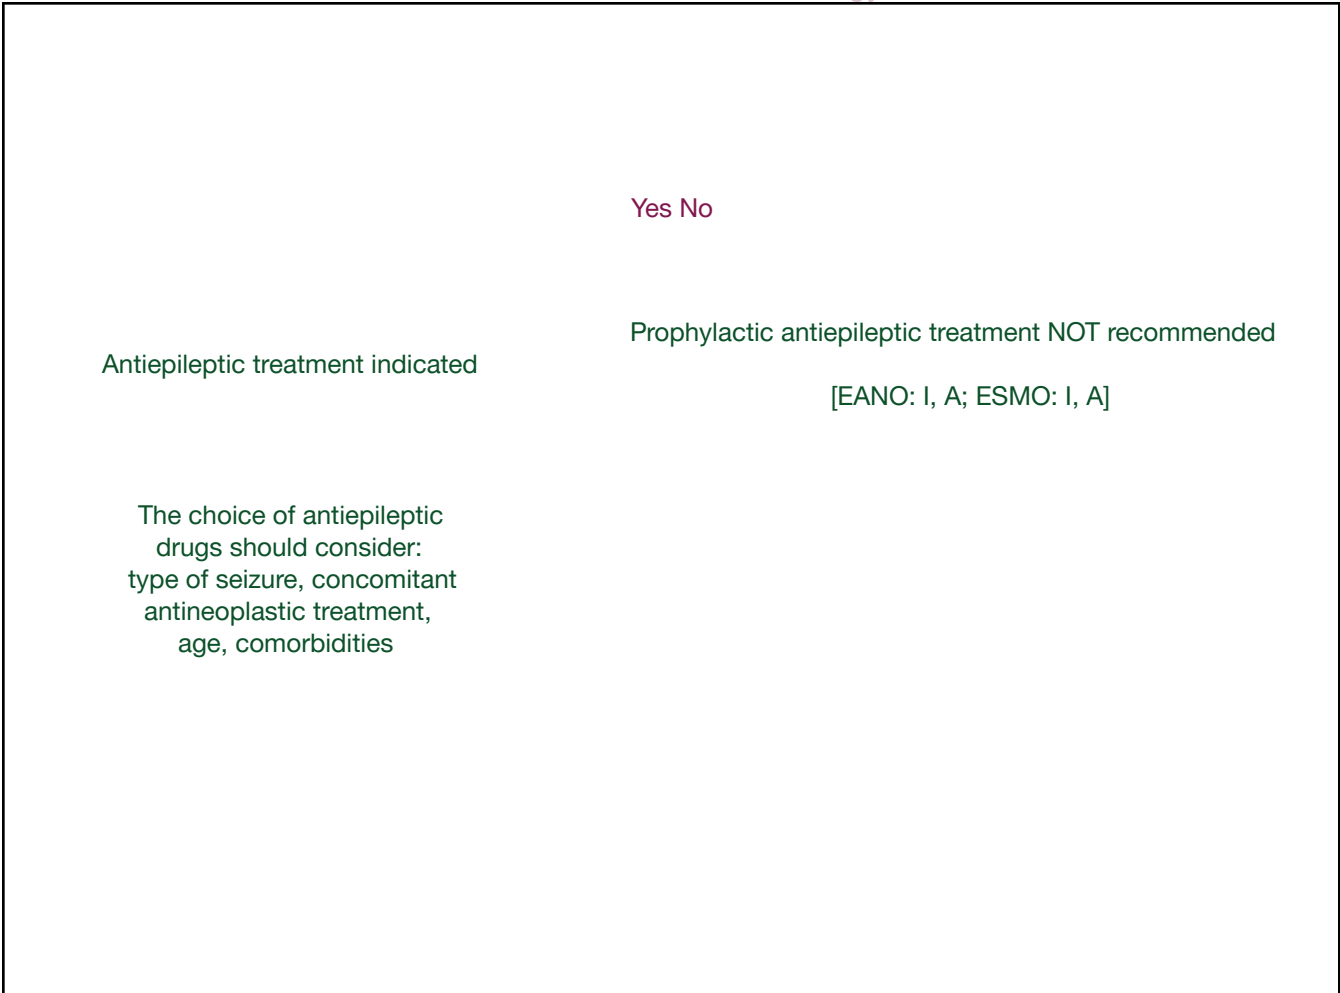 Yes No
Prophylactic antiepileptic treatment NOT recommended
Antiepileptic treatment indicated
[EANO: I, A; ESMO: I, A]
The choice of antiepileptic
drugs should consider:
type of seizure, concomitant
antineoplastic treatment,
age, comorbidities